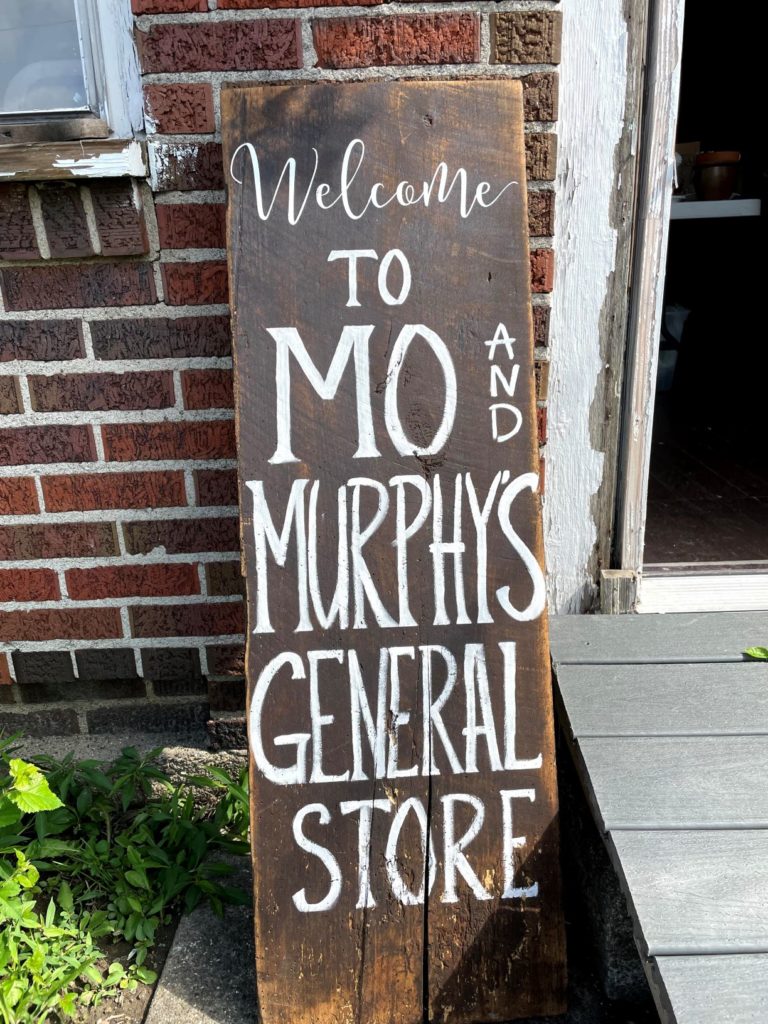 Welcome
TO
MO AND
MURPHY'S
GENERAL
STORE